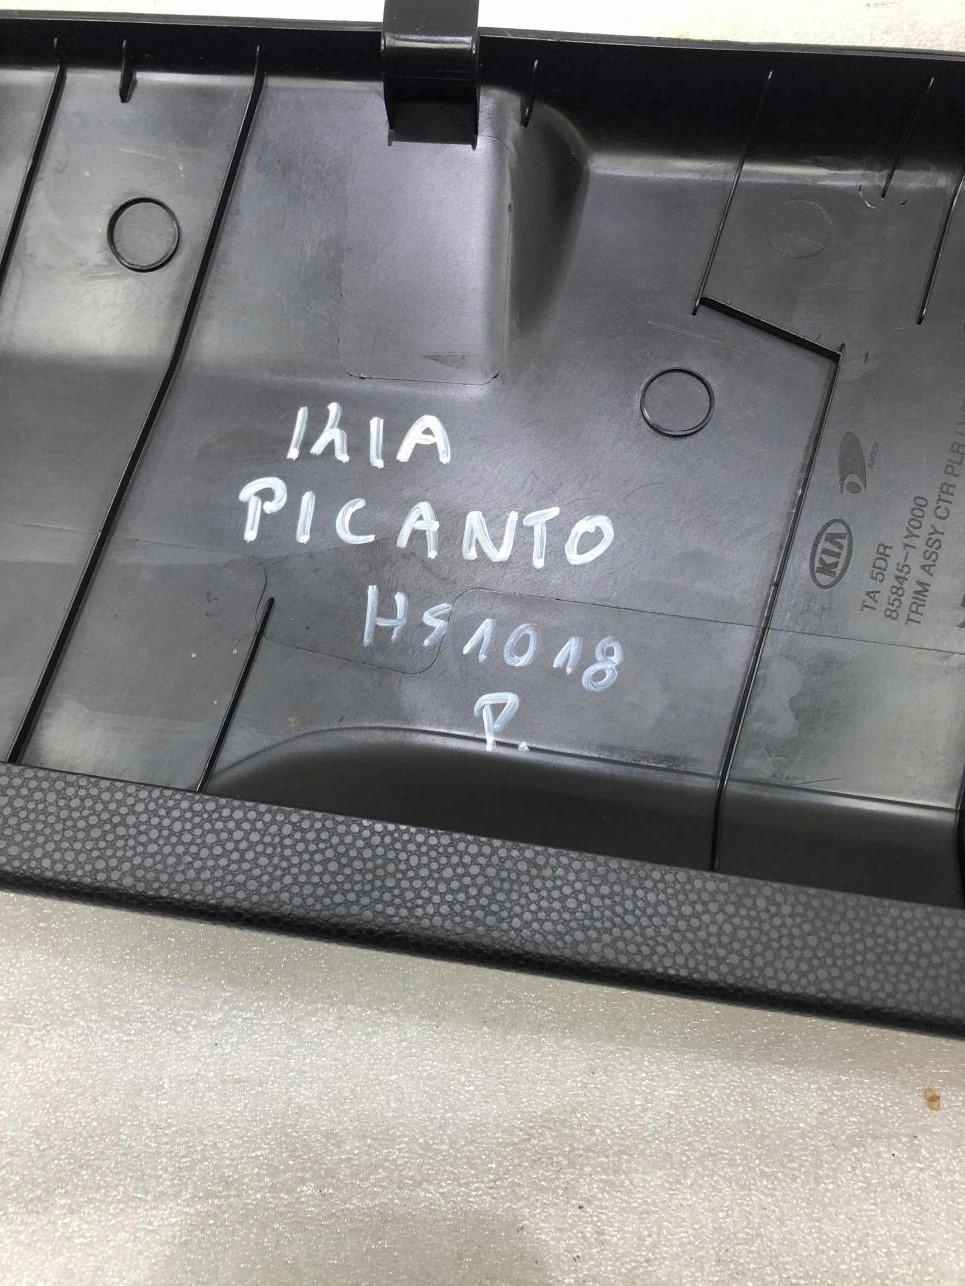 KIA
PICANTO
HS1018
P.
KIA
TA 5DR
85845-1Y000
TRIM ASSY CTR PLR